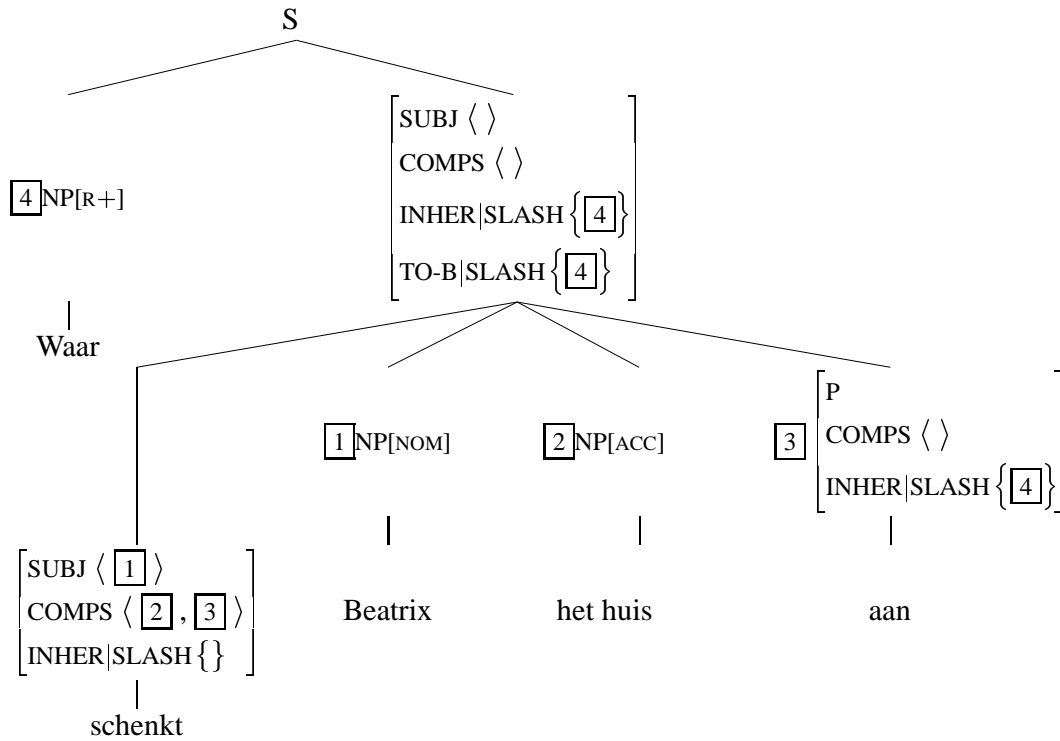 S
SUBJ ⟨ ⟩
COMPS ⟨ ⟩
4 NP[R+]
INHER|SLASH { 4 }
TO-B|SLASH { 4 }
Waar
P
1 NP[NOM] 2 NP[ACC] 3 COMPS ⟨ ⟩
INHER|SLASH { 4 }
SUBJ ⟨ 1 ⟩
COMPS ⟨ 2 , 3 ⟩
INHER|SLASH {}
Beatrix het huis aan
schenkt